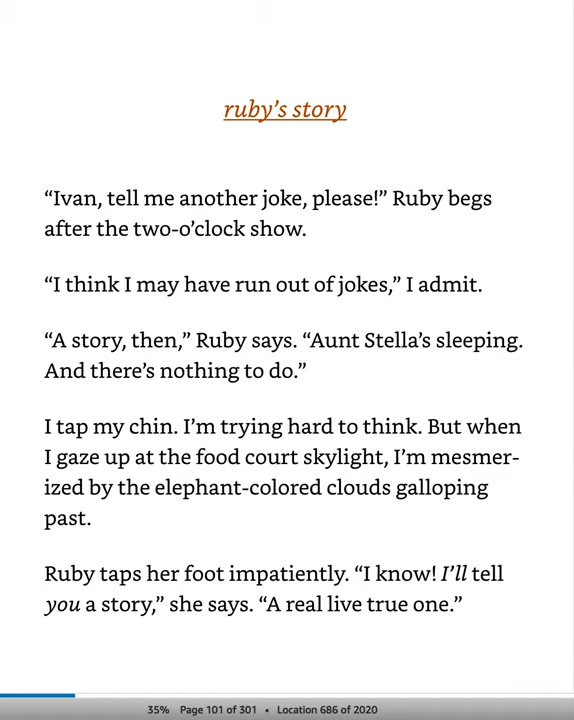 ruby’s story
“Ivan, tell me another joke, please!” Ruby begs
after the two-o’clock show.
“I think I may have run out of jokes,” I admit.
“A story, then,” Ruby says. “Aunt Stella’s sleeping.
And there’s nothing to do.”
I tap my chin. I’m trying hard to think. But when
I gaze up at the food court skylight, I’m mesmer-
ized by the elephant-colored clouds galloping
past.
Ruby taps her foot impatiently. “I know! I’ll tell
you a story,” she says. “A real live true one.”
35% Page 101 of 301 • Location 686 of 2020